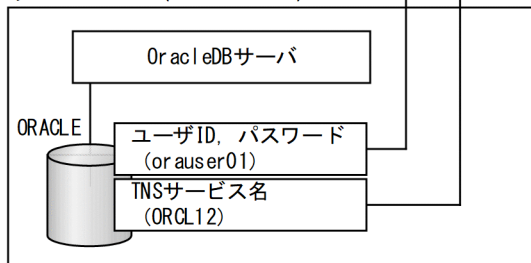 OracleDBサーバ
ORACLE
ユーザID, パスワード
(orauser01)
TNSサービス名
(ORCL12)